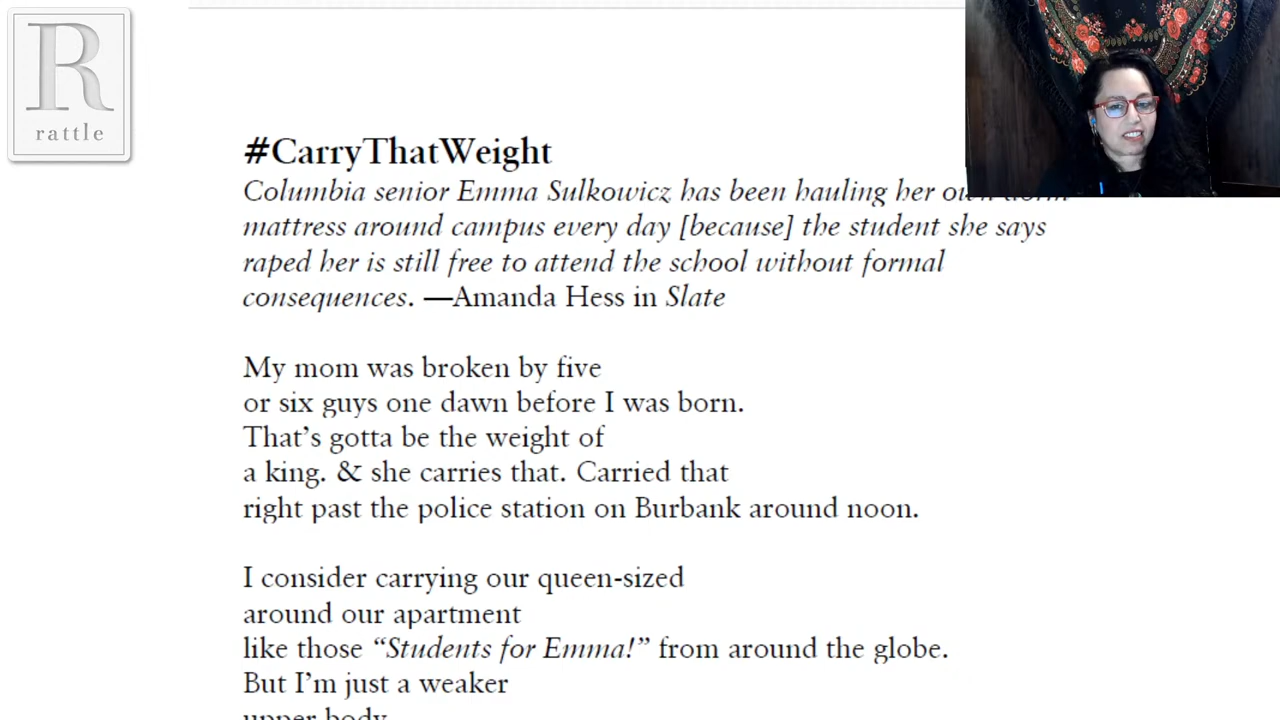 R
rattle
#CarryThatWeight
Columbia senior Emma Sulkowicz has been hauling her own dorm
mattress around campus every day [because] the student she says
raped her is still free to attend the school without formal
consequences. —Amanda Hess in Slate
My mom was broken by five
or six guys one dawn before I was born.
That’s gotta be the weight of
a king. & she carries that. Carried that
right past the police station on Burbank around noon.
I consider carrying our queen-sized
around our apartment
like those “Students for Emma!” from around the globe.
But I’m just a weaker
upper body